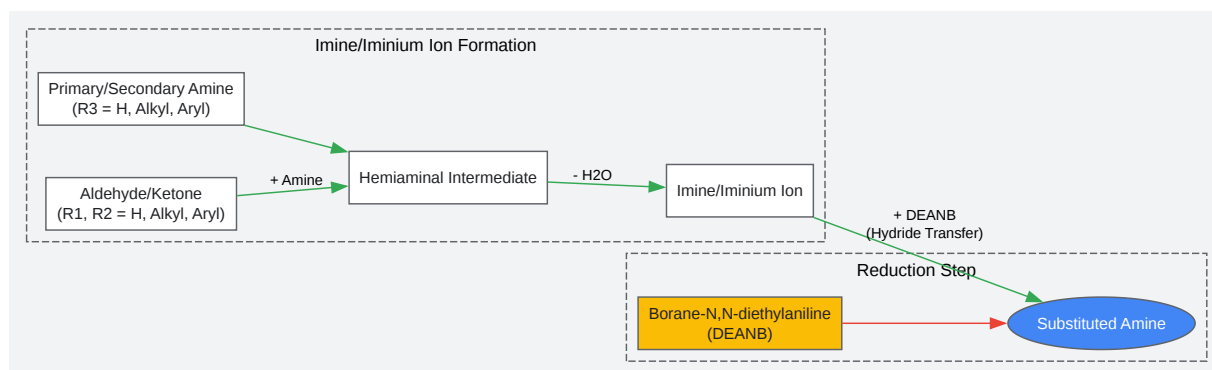 Imine/Iminium Ion Formation
Primary/Secondary Amine
(R3 = H, Alkyl, Aryl)
Aldehyde/Ketone
(R1, R2 = H, Alkyl, Aryl)
+ Amine
Hemiaminal Intermediate
- H2O
Imine/Iminium Ion
+ DEANB
(Hydride Transfer)
Reduction Step
Borane-N,N-diethylaniline
(DEANB)
Substituted Amine